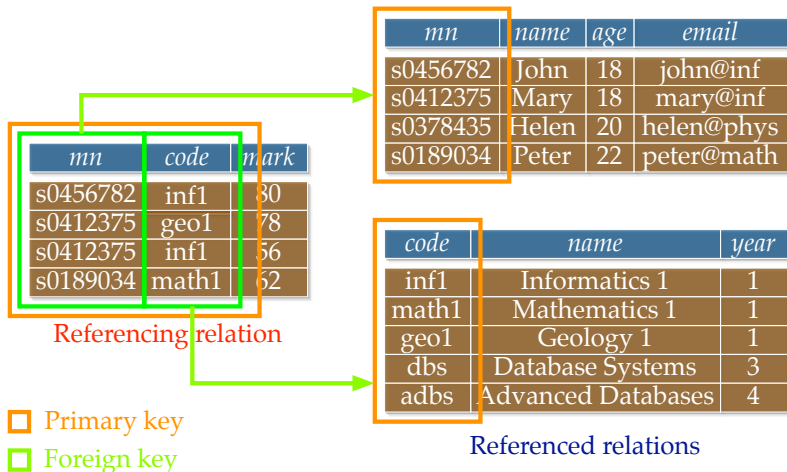 mn name age email
s0456782 John 18 john@inf
s0412375 Mary 18 mary@inf
s0378435 Helen 20 helen@phys
s0189034 Peter 22 peter@math
mn code mark
s0456782 inf1 80
s0412375 geo1 78
s0412375 inf1 56
s0189034 math1 62
Referencing relation
code name year
inf1 Informatics 1 1
math1 Mathematics 1 1
geo1 Geology 1 1
dbs Database Systems 3
adbs Advanced Databases 4
Referenced relations
Primary key
Foreign key